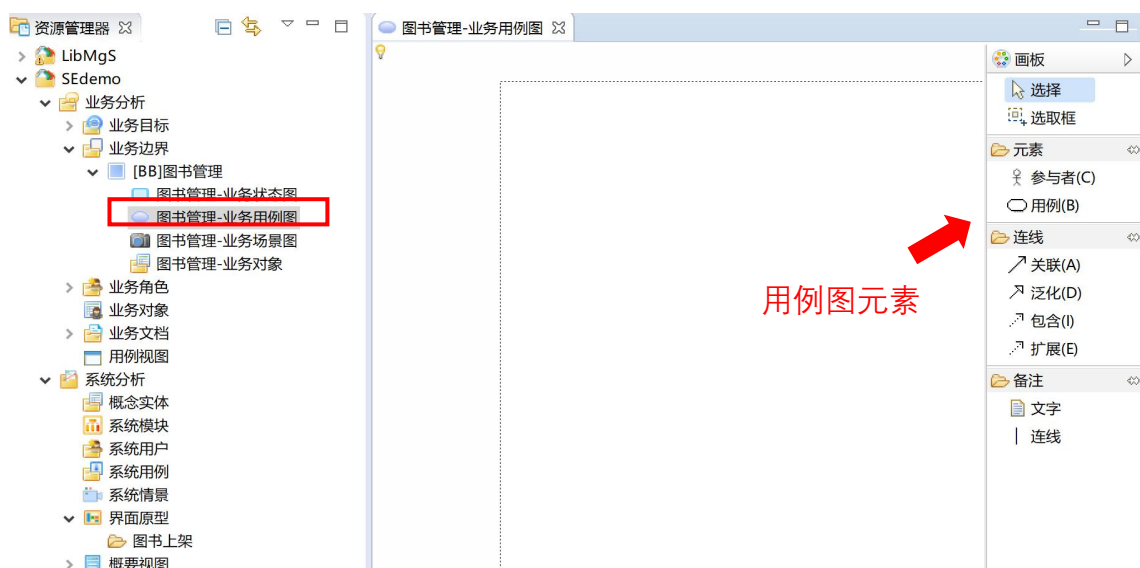 资源管理器
LibMgS
SEdemo
业务分析
业务目标
业务边界
[BB]图书管理
图书管理-业务状态图
图书管理-业务用例图
图书管理-业务场景图
图书管理-业务对象
业务角色
业务对象
业务文档
用例视图
系统分析
概念实体
系统模块
系统用户
系统用例
系统情景
界面原型
图书上架
概要视图
图书管理-业务用例图
用例图元素
画板
选择
选取框
元素
参与者(C)
用例(B)
连线
关联(A)
泛化(D)
包含(I)
扩展(E)
备注
文字
连线